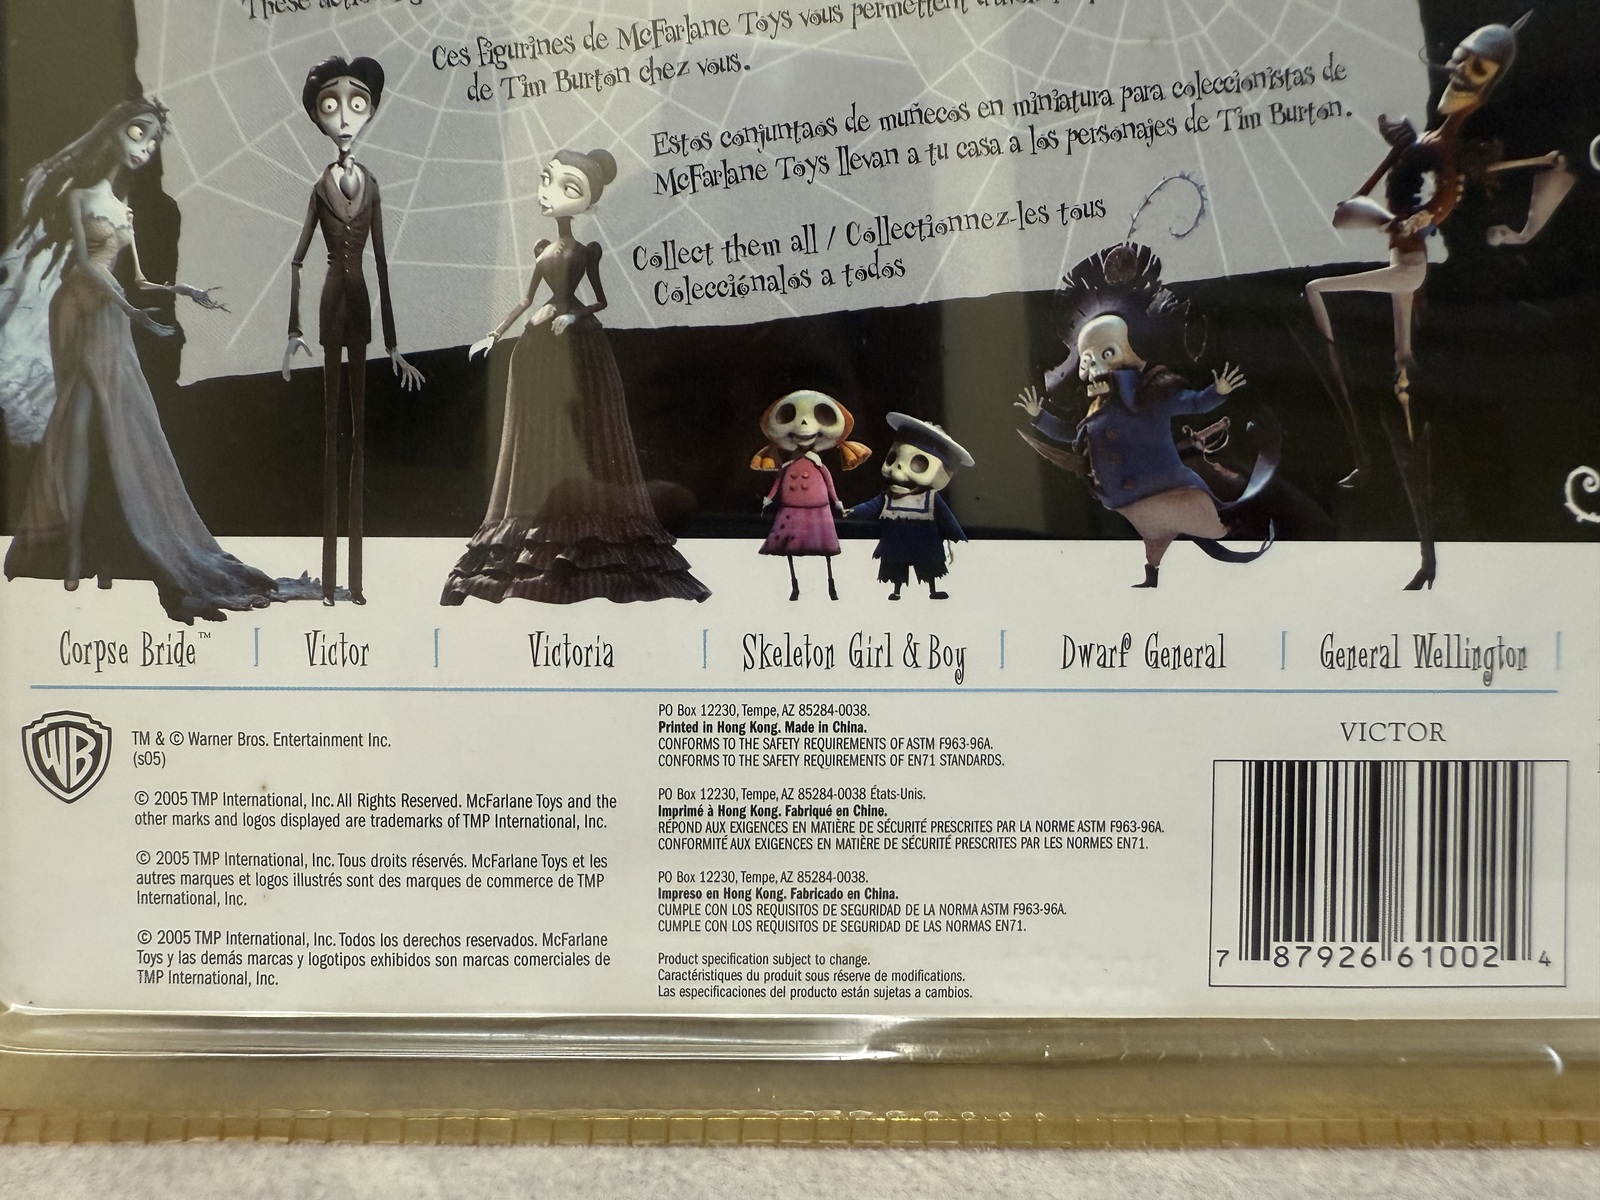 These
Ces figurines de McFarlane Toys vous permettent
de Tim Burton chez vous.
Estos conjuntaos de muñecos en miniatura para coleccionistas de
McFarlane Toys llevan a tu casa a los personajes de Tim Burton.
Collect them all / Collectionnez-les tous
Colecciónalos a todos
Corpse Bride™ | Victor | Victoria | Skeleton Girl & Boy | Dwarf General | General Wellington
WB
TM & © Warner Bros. Entertainment Inc.
(s05)
© 2005 TMP International, Inc. All Rights Reserved. McFarlane Toys and the
other marks and logos displayed are trademarks of TMP International, Inc.
© 2005 TMP International, Inc. Tous droits réservés. McFarlane Toys et les
autres marques et logos illustrés sont des marques de commerce de TMP
International, Inc.
© 2005 TMP International, Inc. Todos los derechos reservados. McFarlane
Toys y las demás marcas y logotipos exhibidos son marcas comerciales de
TMP International, Inc.
PO Box 12230, Tempe, AZ 85284-0038.
Printed in Hong Kong. Made in China.
CONFORMS TO THE SAFETY REQUIREMENTS OF ASTM F963-96A.
CONFORMS TO THE SAFETY REQUIREMENTS OF EN71 STANDARDS.
PO Box 12230, Tempe, AZ 85284-0038 États-Unis.
Imprimé à Hong Kong. Fabriqué en Chine.
RÉPOND AUX EXIGENCES EN MATIÈRE DE SÉCURITÉ PRESCRITES PAR LA NORME ASTM F963-96A.
CONFORMITÉ AUX EXIGENCES EN MATIÈRE DE SÉCURITÉ PRESCRITES PAR LES NORMES EN71.
PO Box 12230, Tempe, AZ 85284-0038.
Impreso en Hong Kong. Fabricado en China.
CUMPLE CON LOS REQUISITOS DE SEGURIDAD DE LA NORMA ASTM F963-96A.
CUMPLE CON LOS REQUISITOS DE SEGURIDAD DE LAS NORMAS EN71.
Product specification subject to change.
Caractéristiques du produit sous réserve de modifications.
Las especificaciones del producto están sujetas a cambios.
VICTOR
7 87926 61002 4